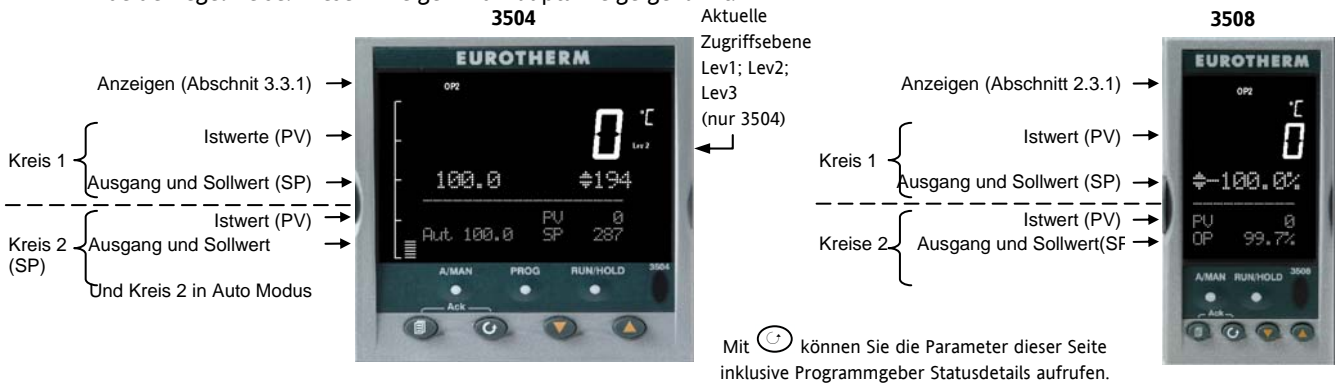 3504
Aktuelle
Zugriffsebene
Lev1; Lev2;
Lev3
(nur 3504)
Anzeigen (Abschnit 3.3.1)
Istwerte (PV)
Kreis 1
Ausgang und Sollwert (SP)
Istwert (PV)
Kreis 2
Ausgang und Sollwert
(SP)
Und Kreis 2 in Auto Modus
EUROTHERM
OP2
0 °C
Lev 2
100.0 194
PV 0
Aut 100.0 SP 287
A/MAN PROG RUN/HOLD 3504
Ack
3508
Anzeigen (Abschnitt 2.3.1)
Istwert (PV)
Kreis 1
Ausgang und Sollwert (SP)
Istwert (PV)
Kreise 2
Ausgang und Sollwert(SF
EUROTHERM
OP2
°C
0
-100.0%
PV 0
OP 99.7%
A/MAN RUN/HOLD 3508
Ack
Mit können Sie die Parameter dieser Seite
inklusive Programmgeber Statusdetails aufrufen.